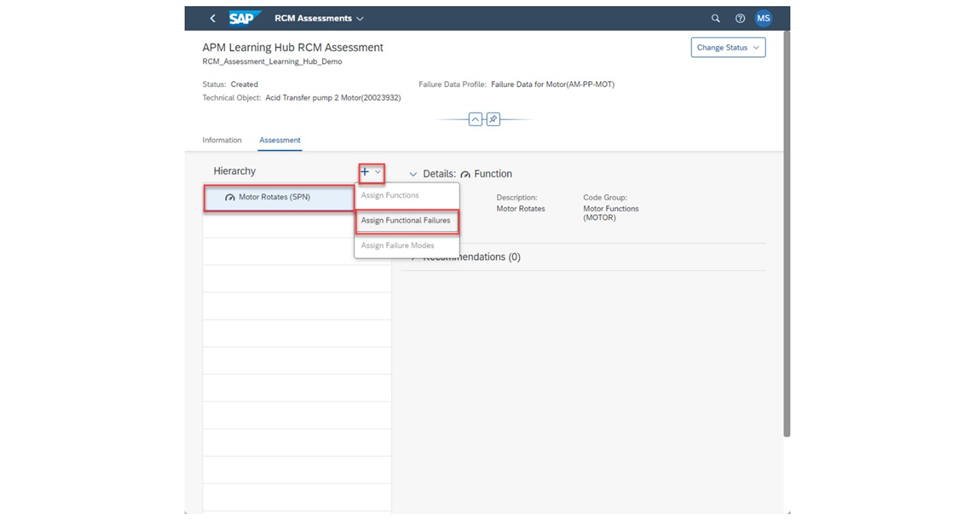 SAP RCM Assessments MS
APM Learning Hub RCM Assessment
Change Status
RCM_Assessment_Learning_Hub_Demo
Status: Created
Failure Data Profile: Failure Data for Motor(AM-PP-MOT)
Technical Object: Acid Transfer pump 2 Motor(20023932)
Information Assessment
Hierarchy
Motor Rotates (SPN)
Assign Functions
Assign Functional Failures
Assign Failure Modes
Details: Function
Description: Code Group:
Motor Rotates Motor Functions
(MOTOR)
Recommendations (0)